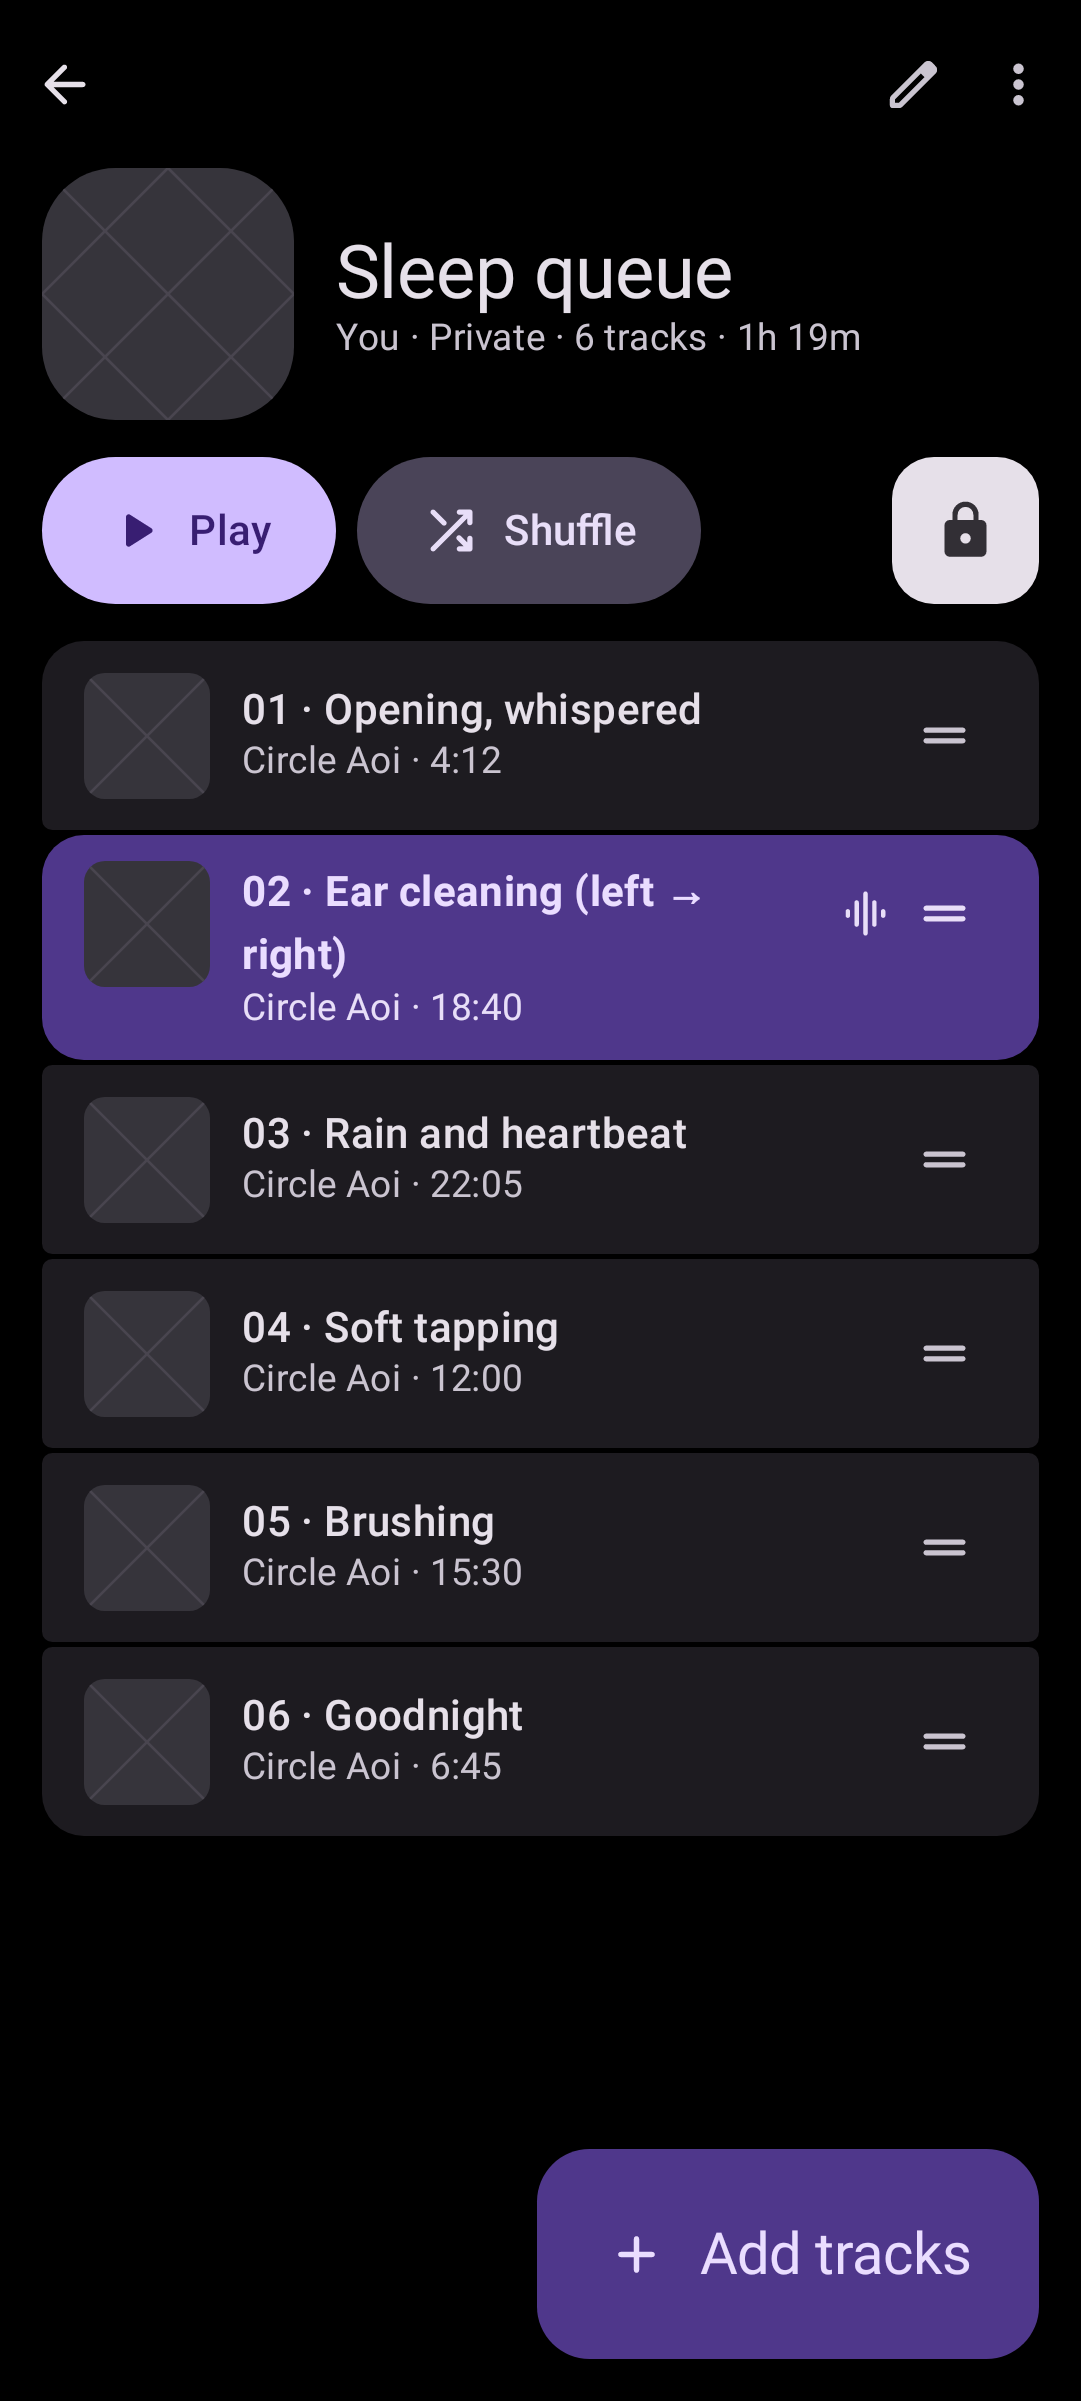 Sleep queue
You · Private · 6 tracks · 1h 19m
Play
Shuffle
01 · Opening, whispered
Circle Aoi · 4:12
02 · Ear cleaning (left →
right)
Circle Aoi · 18:40
03 · Rain and heartbeat
Circle Aoi · 22:05
04 · Soft tapping
Circle Aoi · 12:00
05 · Brushing
Circle Aoi · 15:30
06 · Goodnight
Circle Aoi · 6:45
Add tracks